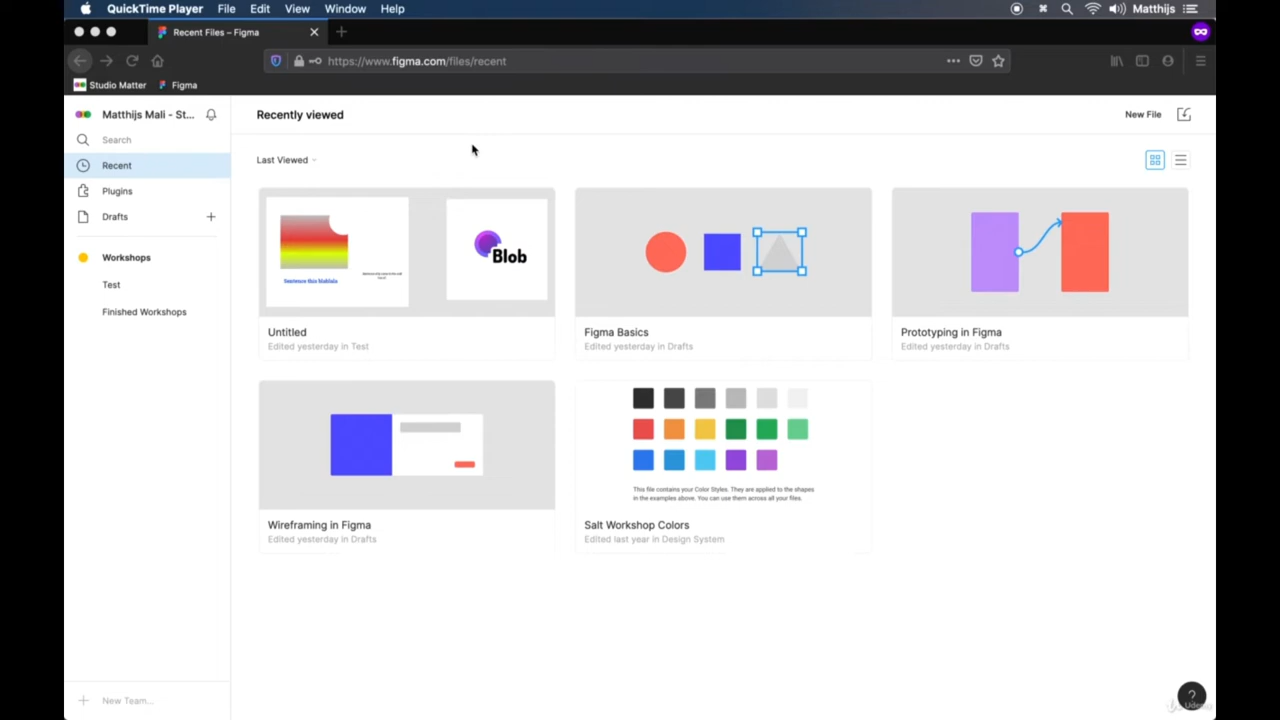 QuickTime Player File Edit View Window Help Matthijs
Recent Files – Figma
https://www.figma.com/files/recent
Studio Matter Figma
Matthijs Mali - St...
Search
Recent
Plugins
Drafts
Workshops
Test
Finished Workshops
New Team...
Recently viewed
New File
Last Viewed
Sentence this blablala
Blob
Untitled
Edited yesterday in Test
Figma Basics
Edited yesterday in Drafts
Prototyping in Figma
Edited yesterday in Drafts
Wireframing in Figma
Edited yesterday in Drafts
This file contains your Color Styles. They are applied to the shapes
in the examples above. You can use them across all your files.
Salt Workshop Colors
Edited last year in Design System
?
Udemy